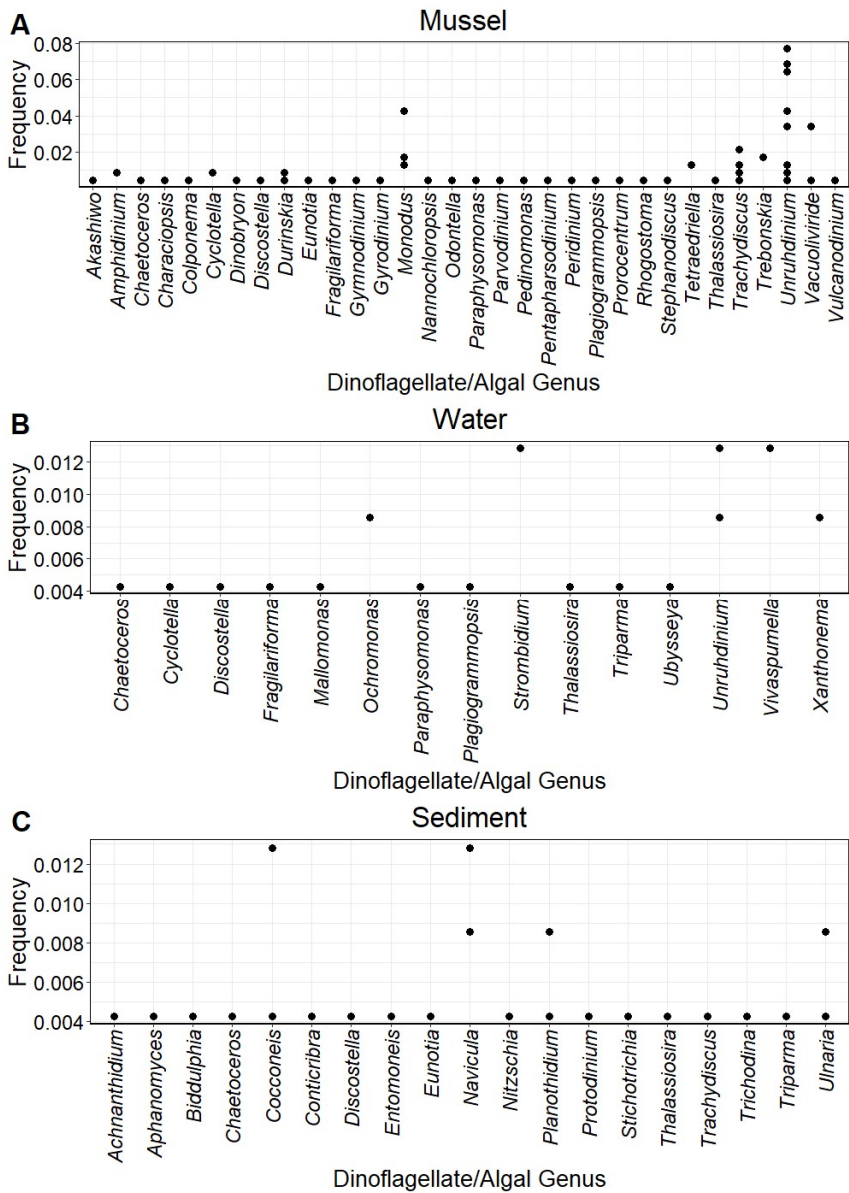 A
Mussel
0.08
0.06
0.04
0.02
Frequency
Akashiwo
Amphidinium
Chaetoceros
Characiopsis
Colponema
Cyclotella
Dinobryon
Discostella
Durinskia
Eunotia
Fragilariforma
Gymnodinium
Gyrodinium
Monodus
Nannochloropsis
Odontella
Paraphysomonas
Parvodinium
Pedinomonas
Pentapharsodinium
Peridinium
Plagiogrammopsis
Prorocentrum
Rhogostoma
Stephanodiscus
Tetraedriella
Thalassiosira
Trachydiscus
Trebonskia
Unruhdinium
Vacuoliviride
Vulcanodinium
Dinoflagellate/Algal Genus
B
Water
0.012
0.010
0.008
0.006
0.004
Frequency
Chaetoceros
Cyclotella
Discostella
Fragilariforma
Mallomonas
Ochromonas
Paraphysomonas
Plagiogrammopsis
Strombidium
Thalassiosira
Triparma
Ubysseya
Unruhdinium
Vivaspumella
Xanthonema
Dinoflagellate/Algal Genus
C
Sediment
0.012
0.010
0.008
0.006
0.004
Frequency
Achnanthidium
Aphanomyces
Biddulphia
Chaetoceros
Cocconeis
Conticribra
Discostella
Entomoneis
Eunotia
Navicula
Nitzschia
Planothidium
Protodinium
Stichotrichia
Thalassiosira
Trachydiscus
Trichodina
Triparma
Ulnaria
Dinoflagellate/Algal Genus